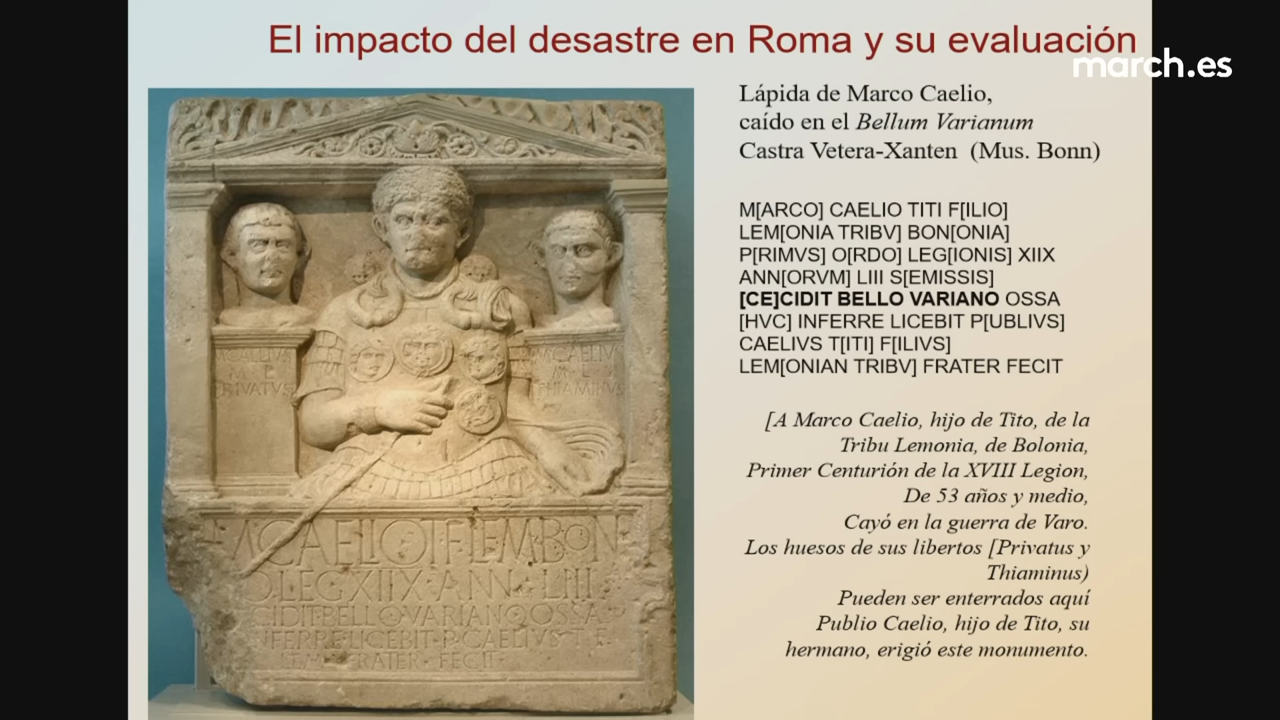 El impacto del desastre en Roma y su evaluación
march.es
Lápida de Marco Caelio,
caído en el Bellum Varianum
Castra Vetera-Xanten (Mus. Bonn)
M[ARCO] CAELIO TITI F[ILIO]
LEM[ONIA TRIBV] BON[ONIA]
P[RIMVS] O[RDO] LEG[IONIS] XIIX
ANN[ORVM] LIII S[EMISSIS]
[CE]CIDIT BELLO VARIANO OSSA
[HVC] INFERRE LICEBIT P[UBLIVS]
CAELIVS T[ITI] F[ILIVS]
LEM[ONIAN TRIBV] FRATER FECIT
[A Marco Caelio, hijo de Tito, de la
Tribu Lemonia, de Bolonia,
Primer Centurión de la XVIII Legion,
De 53 años y medio,
Cayó en la guerra de Varo.
Los huesos de sus libertos [Privatus y
Thiaminus)
Pueden ser enterrados aquí
Publio Caelio, hijo de Tito, su
hermano, erigió este monumento.
M·CAELIVS
M·L
PRIVATVS
M·CAELIVS
M·L
THIAMINVS
M·CAELIO·T·F·LEM·BON
O·LEG·XIIX·ANN·LIII
CIDIT·BELLO·VARIANO·OSSA
NFERRE·LICEBIT·P·CAELIVS·T·F
LEM·FRATER·FECIT